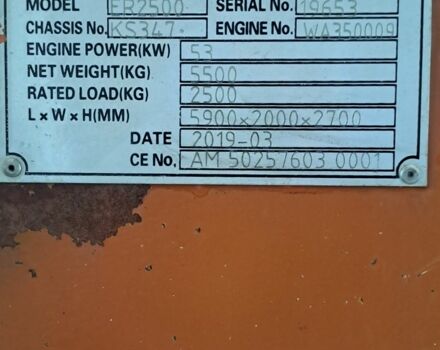 MODEL ER2500 SERIAL No. 19653
CHASSIS No. KS347 ENGINE No. WA350009
ENGINE POWER(KW) 53
NET WEIGHT(KG) 5500
RATED LOAD(KG) 2500
L×W×H(MM) 5900×2000×2700
DATE 2019-03
CE No. AM 50257603 0001